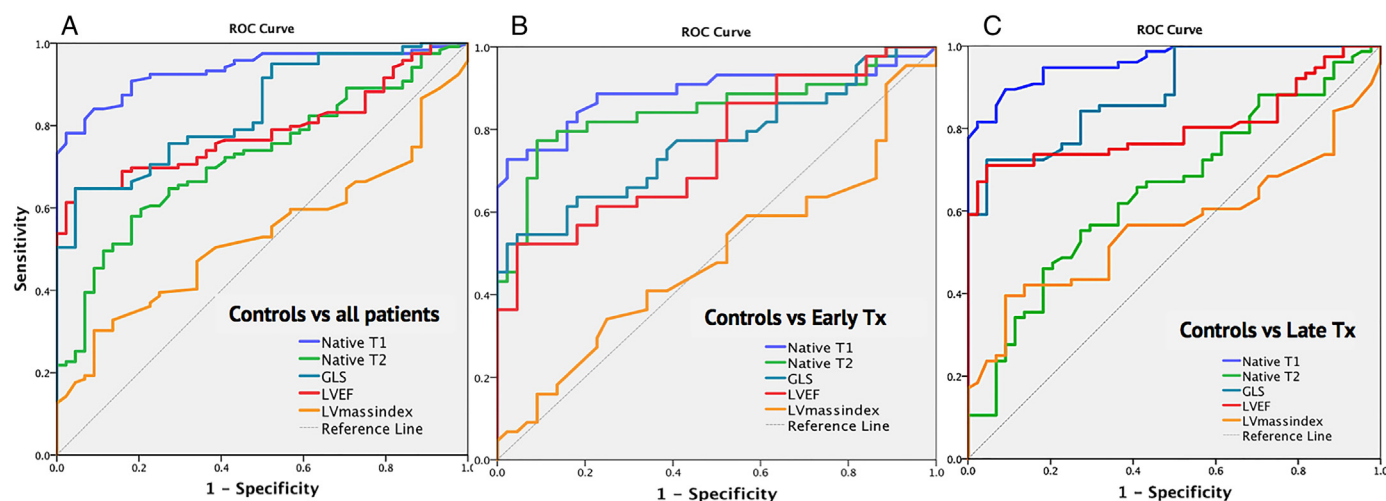 A
ROC Curve
Sensitivity
1.0
0.8
0.6
0.4
0.2
0.0
0.0
0.2
0.4
0.6
0.8
1.0
1 - Specificity
Controls vs all patients
Native T1
Native T2
GLS
LVEF
LVmassindex
Reference Line
B
ROC Curve
1.0
0.8
0.6
0.4
0.2
0.0
0.0
0.2
0.4
0.6
0.8
1.0
1 - Specificity
Controls vs Early Tx
Native T1
Native T2
GLS
LVEF
LVmassindex
Reference Line
C
ROC Curve
1.0
0.8
0.6
0.4
0.2
0.0
0.0
0.2
0.4
0.6
0.8
1.0
1 - Specificity
Controls vs Late Tx
Native T1
Native T2
GLS
LVEF
LVmassindex
Reference Line